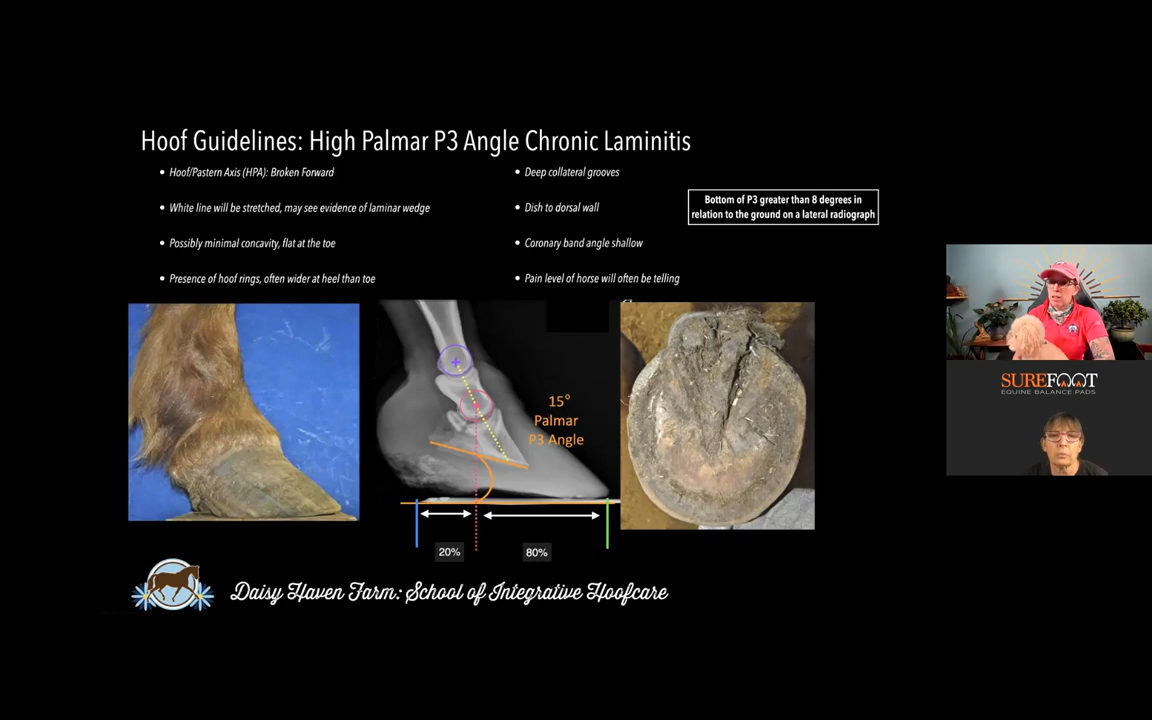 Hoof Guidelines: High Palmar P3 Angle Chronic Laminitis
Hoof/Pastern Axis (HPA): Broken Forward
White line will be stretched, may see evidence of laminar wedge
Possibly minimal concavity, flat at the toe
Presence of hoof rings, often wider at heel than toe
Deep collateral grooves
Dish to dorsal wall
Coronary band angle shallow
Pain level of horse will often be telling
Bottom of P3 greater than 8 degrees in
relation to the ground on a lateral radiograph
15°
Palmar
P3 Angle
20%
80%
SUREFOOT
EQUINE BALANCE PADS
Daisy Haven Farm: School of Integrative Hoofcare